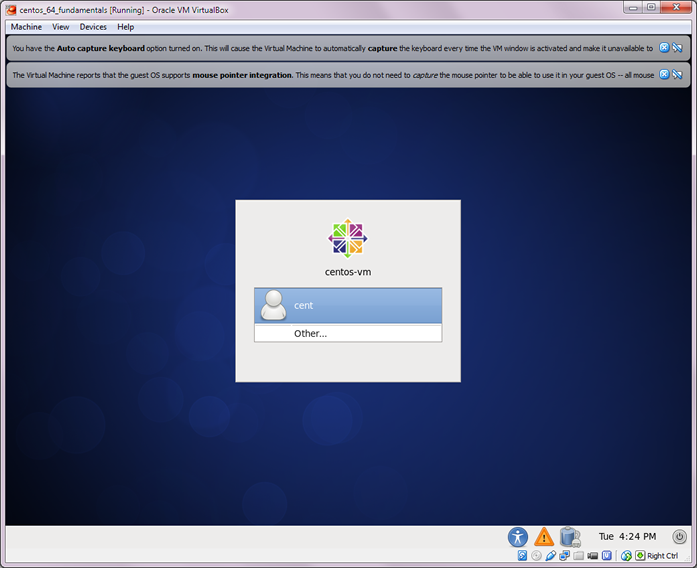 centos_64_fundamentals [Running] - Oracle VM VirtualBox
Machine View Devices Help
You have the Auto capture keyboard option turned on. This will cause the Virtual Machine to automatically capture the keyboard every time the VM window is activated and make it unavailable to
The Virtual Machine reports that the guest OS supports mouse pointer integration. This means that you do not need to capture the mouse pointer to be able to use it in your guest OS -- all mouse
centos-vm
cent
Other...
Tue 4:24 PM
Right Ctrl